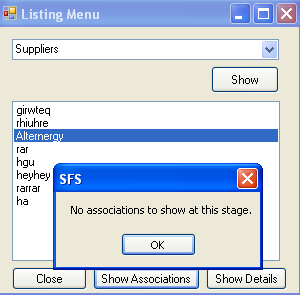 Listing Menu
Suppliers
Show
girwteq
rhiuhre
Alternergy
rar
hgu
heyhey
rarrar
ha
SFS
No associations to show at this stage.
OK
Close
Show Associations
Show Details